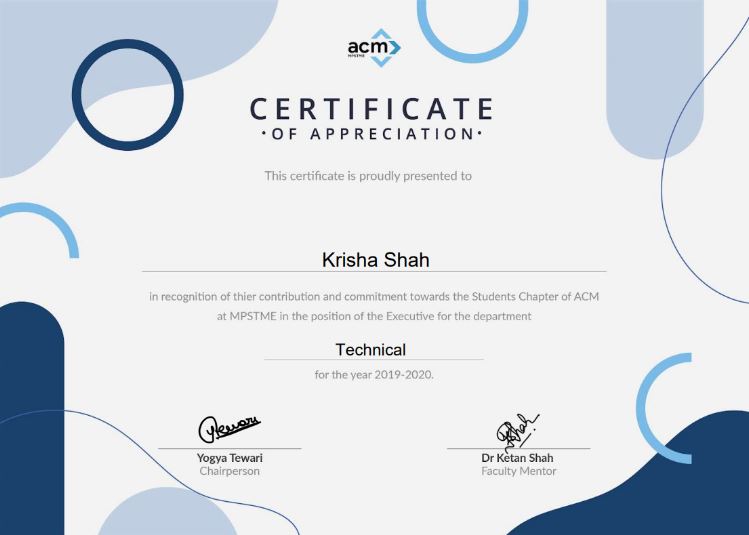 acm
MPSTME
CERTIFICATE
•OF APPRECIATION•
This certificate is proudly presented to
Krisha Shah
in recognition of thier contribution and commitment towards the Students Chapter of ACM
at MPSTME in the position of the Executive for the department
Technical
for the year 2019-2020.
Yogya Tewari
Chairperson
Dr Ketan Shah
Faculty Mentor